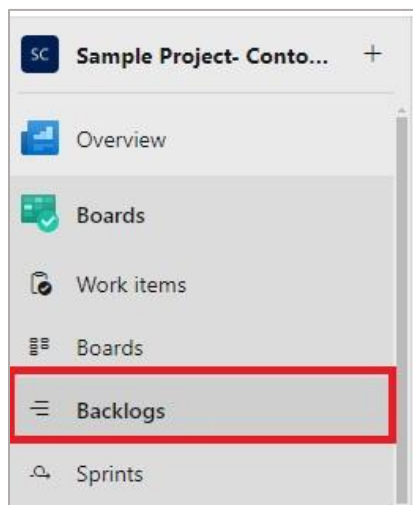 SC Sample Project- Conto... +
Overview
Boards
Work items
Boards
Backlogs
Sprints